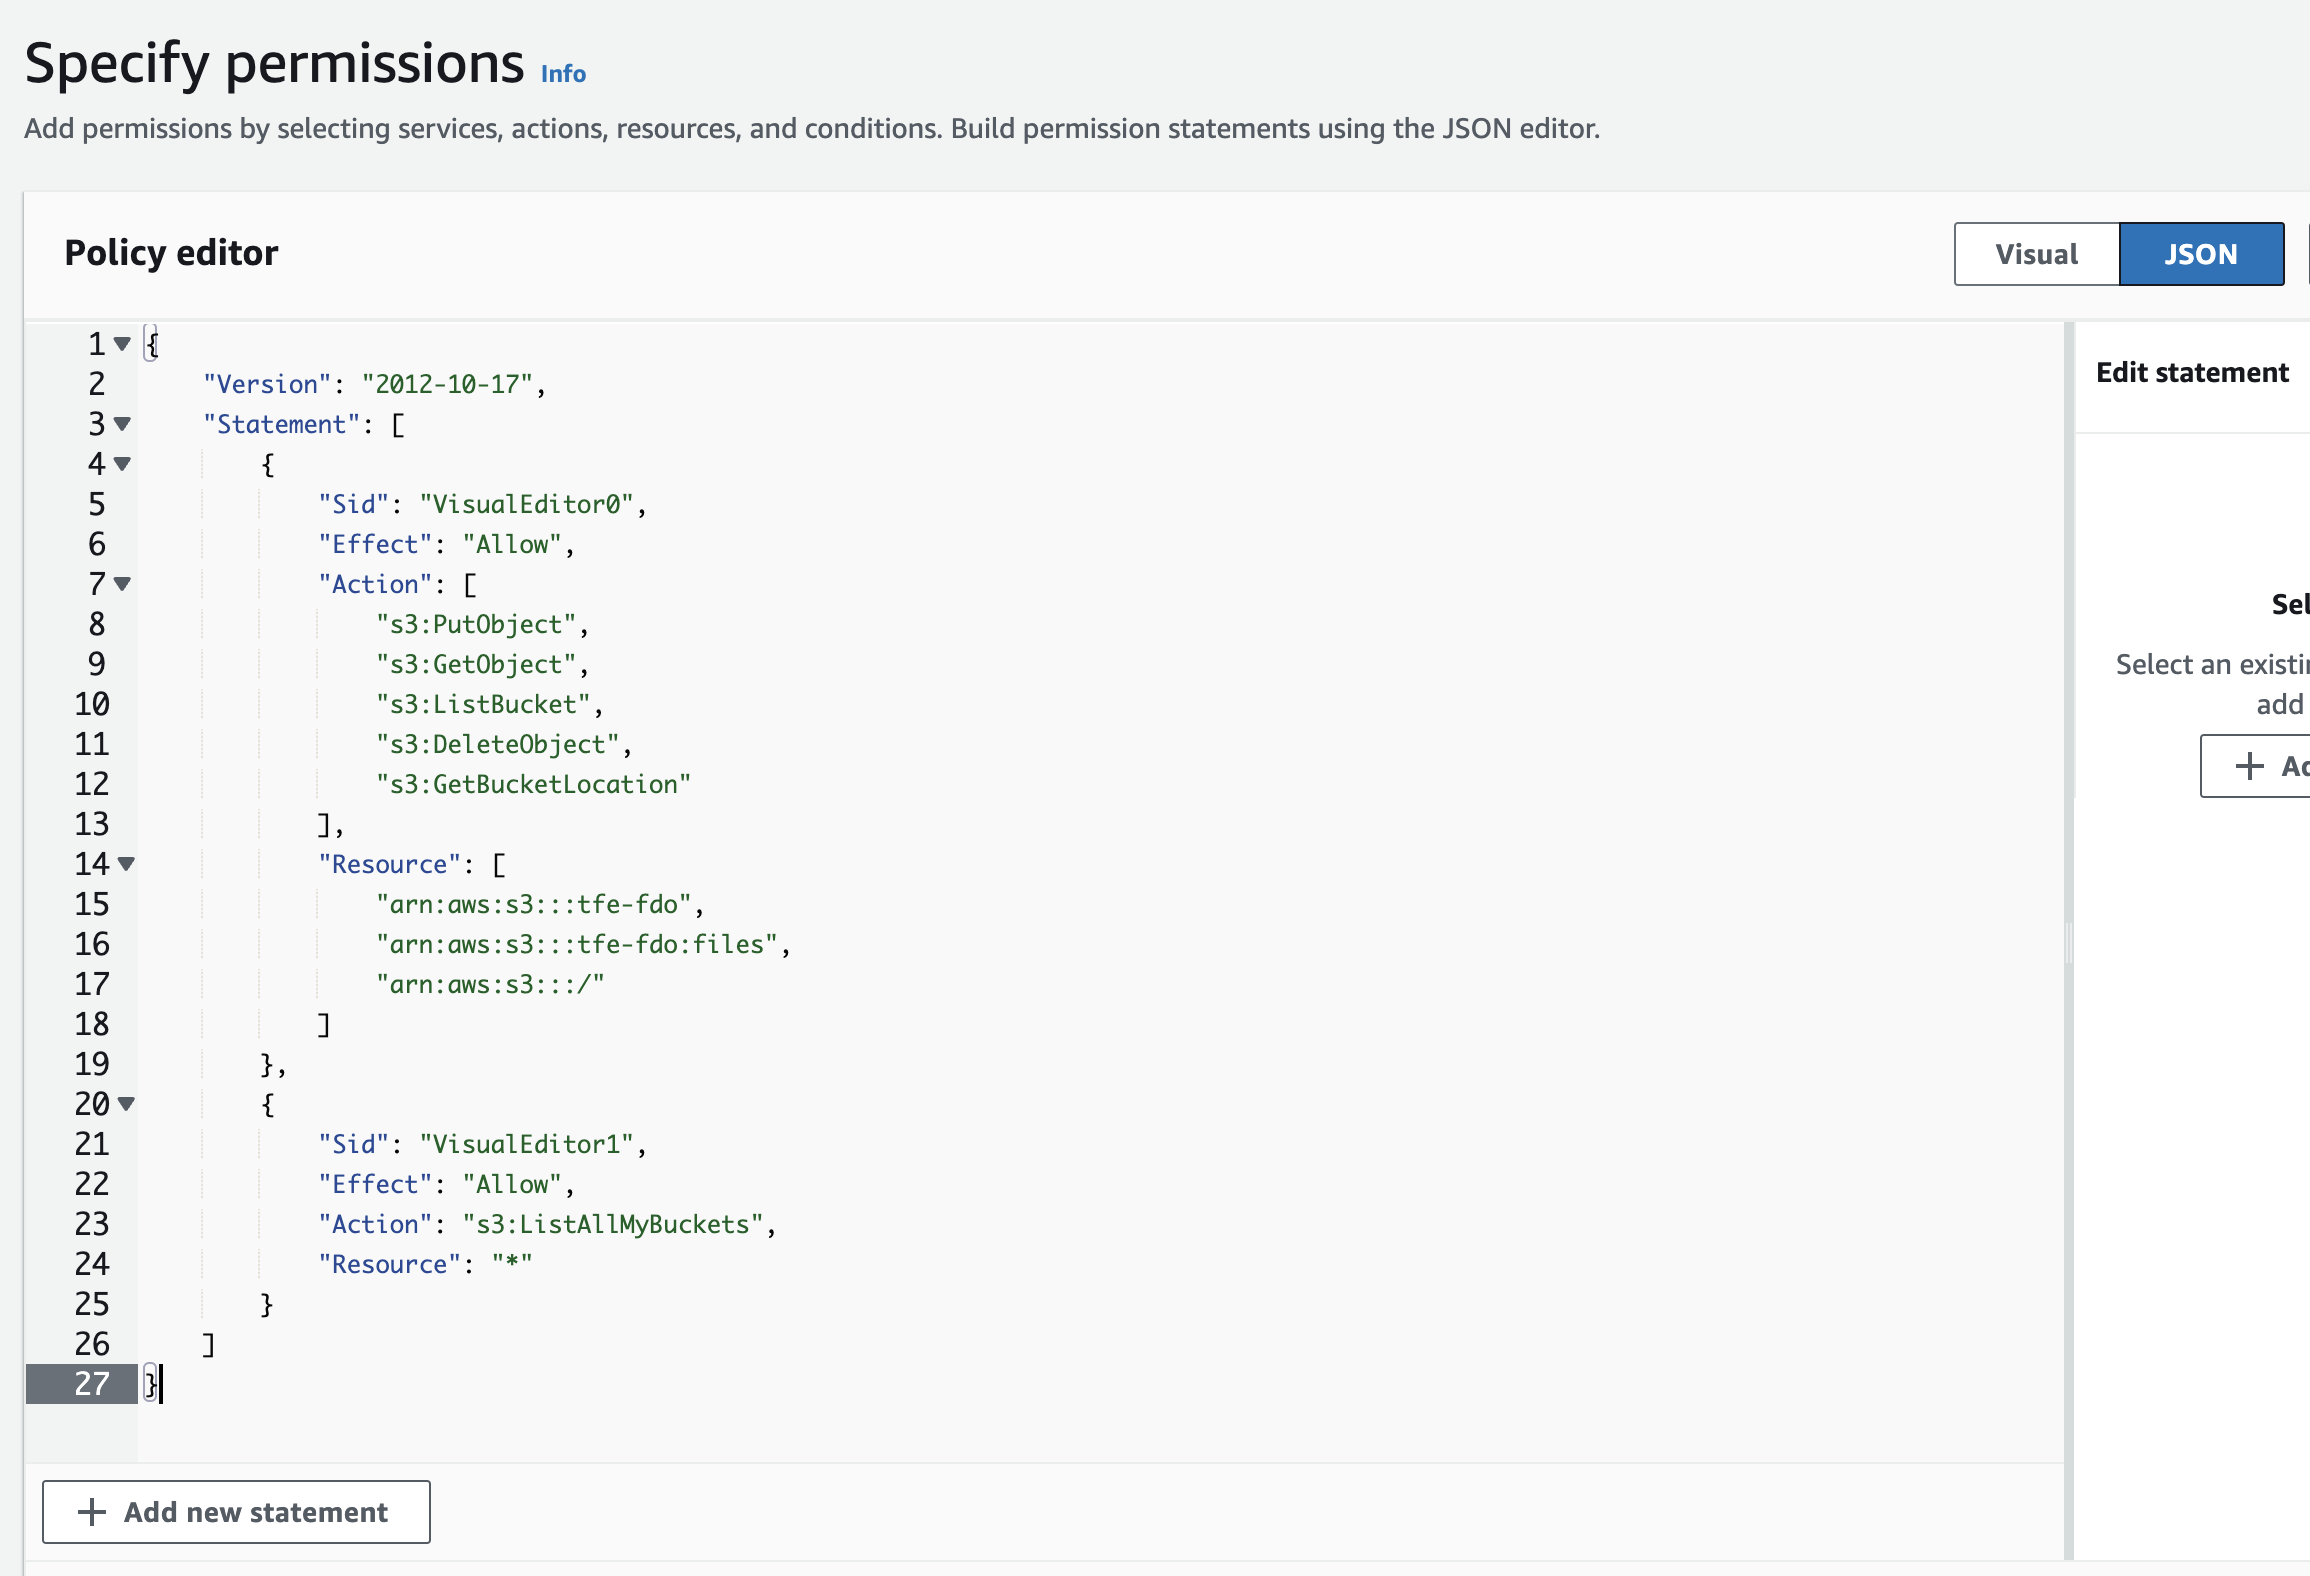 Specify permissions Info
Add permissions by selecting services, actions, resources, and conditions. Build permission statements using the JSON editor.
Policy editor
Visual JSON
1 {
2     "Version": "2012-10-17",
3     "Statement": [
4         {
5             "Sid": "VisualEditor0",
6             "Effect": "Allow",
7             "Action": [
8                 "s3:PutObject",
9                 "s3:GetObject",
10                 "s3:ListBucket",
11                 "s3:DeleteObject",
12                 "s3:GetBucketLocation"
13             ],
14             "Resource": [
15                 "arn:aws:s3:::tfe-fdo",
16                 "arn:aws:s3:::tfe-fdo:files",
17                 "arn:aws:s3:::/"
18             ]
19         },
20         {
21             "Sid": "VisualEditor1",
22             "Effect": "Allow",
23             "Action": "s3:ListAllMyBuckets",
24             "Resource": "*"
25         }
26     ]
27 }
Edit statement
Select an
add
+ Add new statement